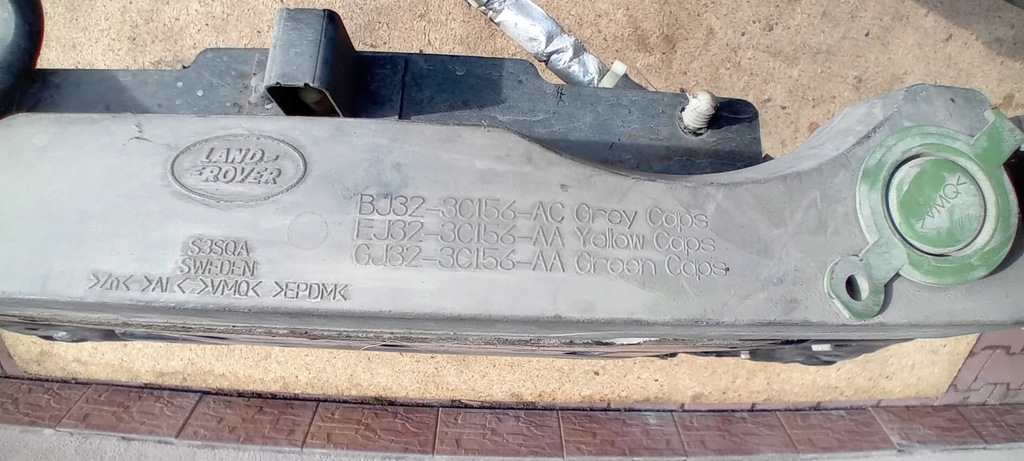 LAND
ROVER
BJ32-3C156-AC Grey Caps
EJ32-3C156-AA Yellow Caps
GJ32-3C156-AA Green Caps
S3SQA
SWEDEN
>Zn< >Al< >VMQ< >EPDM<
>VMQ<